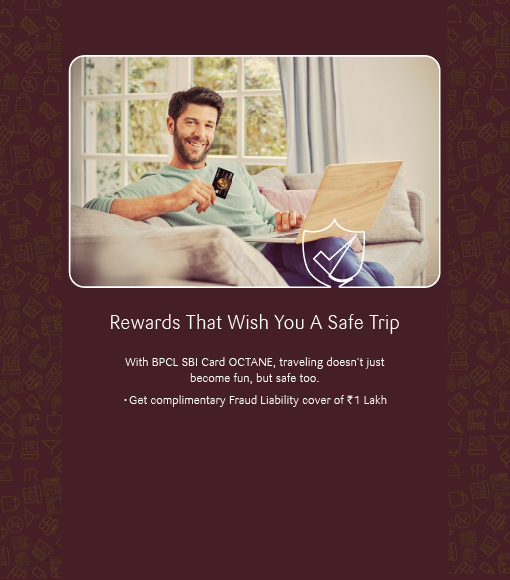 Rewards That Wish You A Safe Trip
With BPCL SBI Card OCTANE, traveling doesn't just
become fun, but safe too.
• Get complimentary Fraud Liability cover of ₹1 Lakh